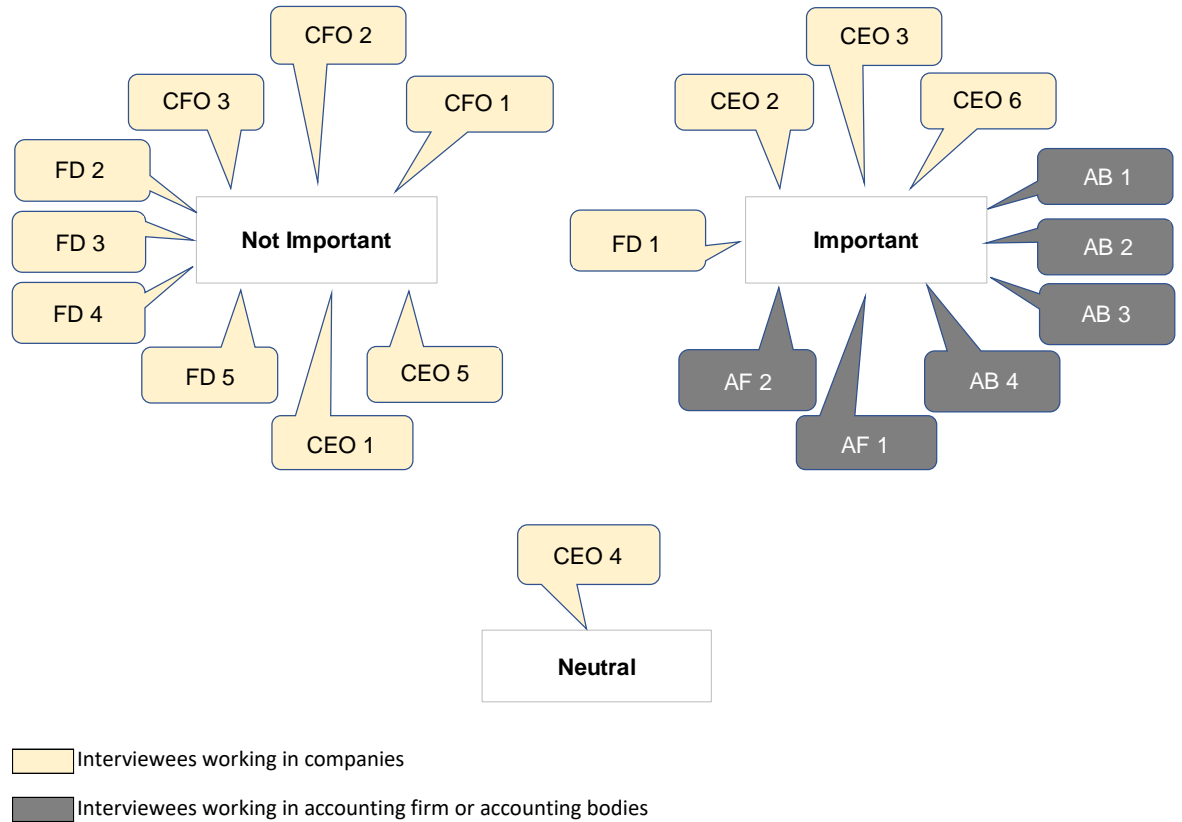 CFO 2
CFO 3
CFO 1
FD 2
FD 3
FD 4
Not Important
FD 5
CEO 5
CEO 1
CEO 3
CEO 2
CEO 6
AB 1
FD 1
Important
AB 2
AB 3
AF 2
AB 4
AF 1
CEO 4
Neutral
Interviewees working in companies
Interviewees working in accounting firm or accounting bodies